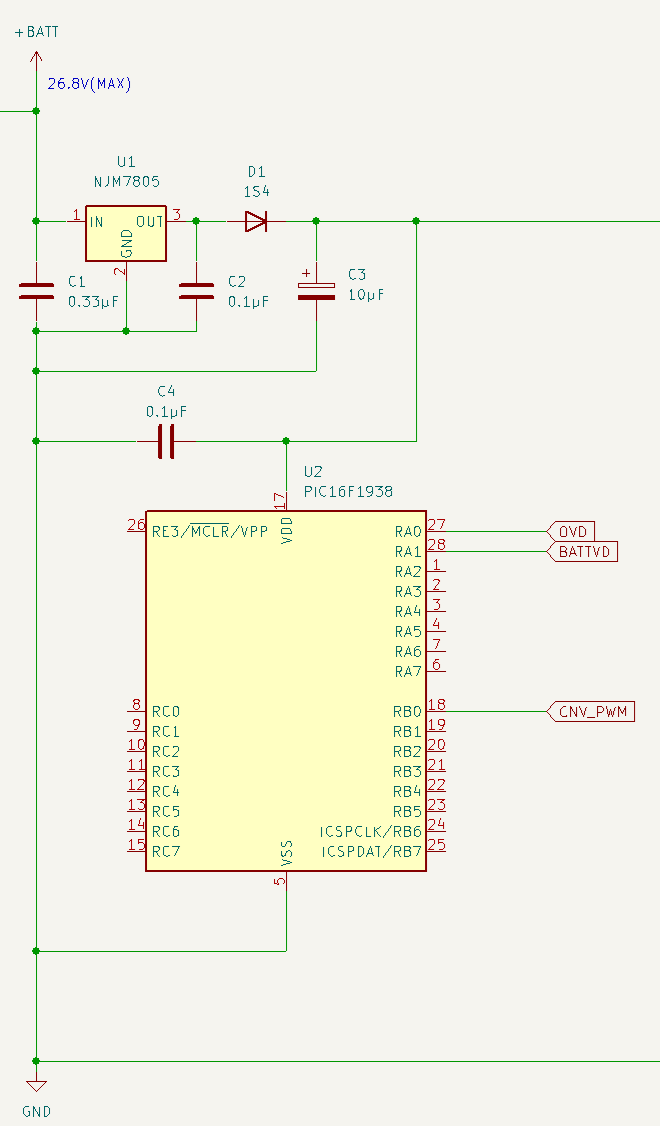 +BATT
26.8V(MAX)
U1
NJM7805
D1
1S4
1
IN
OUT
3
GND
2
C1
0.33µF
C2
0.1µF
+
C3
10µF
C4
0.1µF
U2
PIC16F1938
17
VDD
26
RE3/MCLR/VPP
RA0
27
OVD
RA1
28
BATTVD
RA2
1
RA3
2
RA4
3
RA5
4
RA6
7
RA7
6
8
RC0
RB0
18
CNV_PWM
9
RC1
RB1
19
10
RC2
RB2
20
11
RC3
RB3
21
12
RC4
RB4
22
13
RC5
RB5
23
14
RC6
ICSPCLK/RB6
24
15
RC7
ICSPDAT/RB7
25
VSS
5
GND